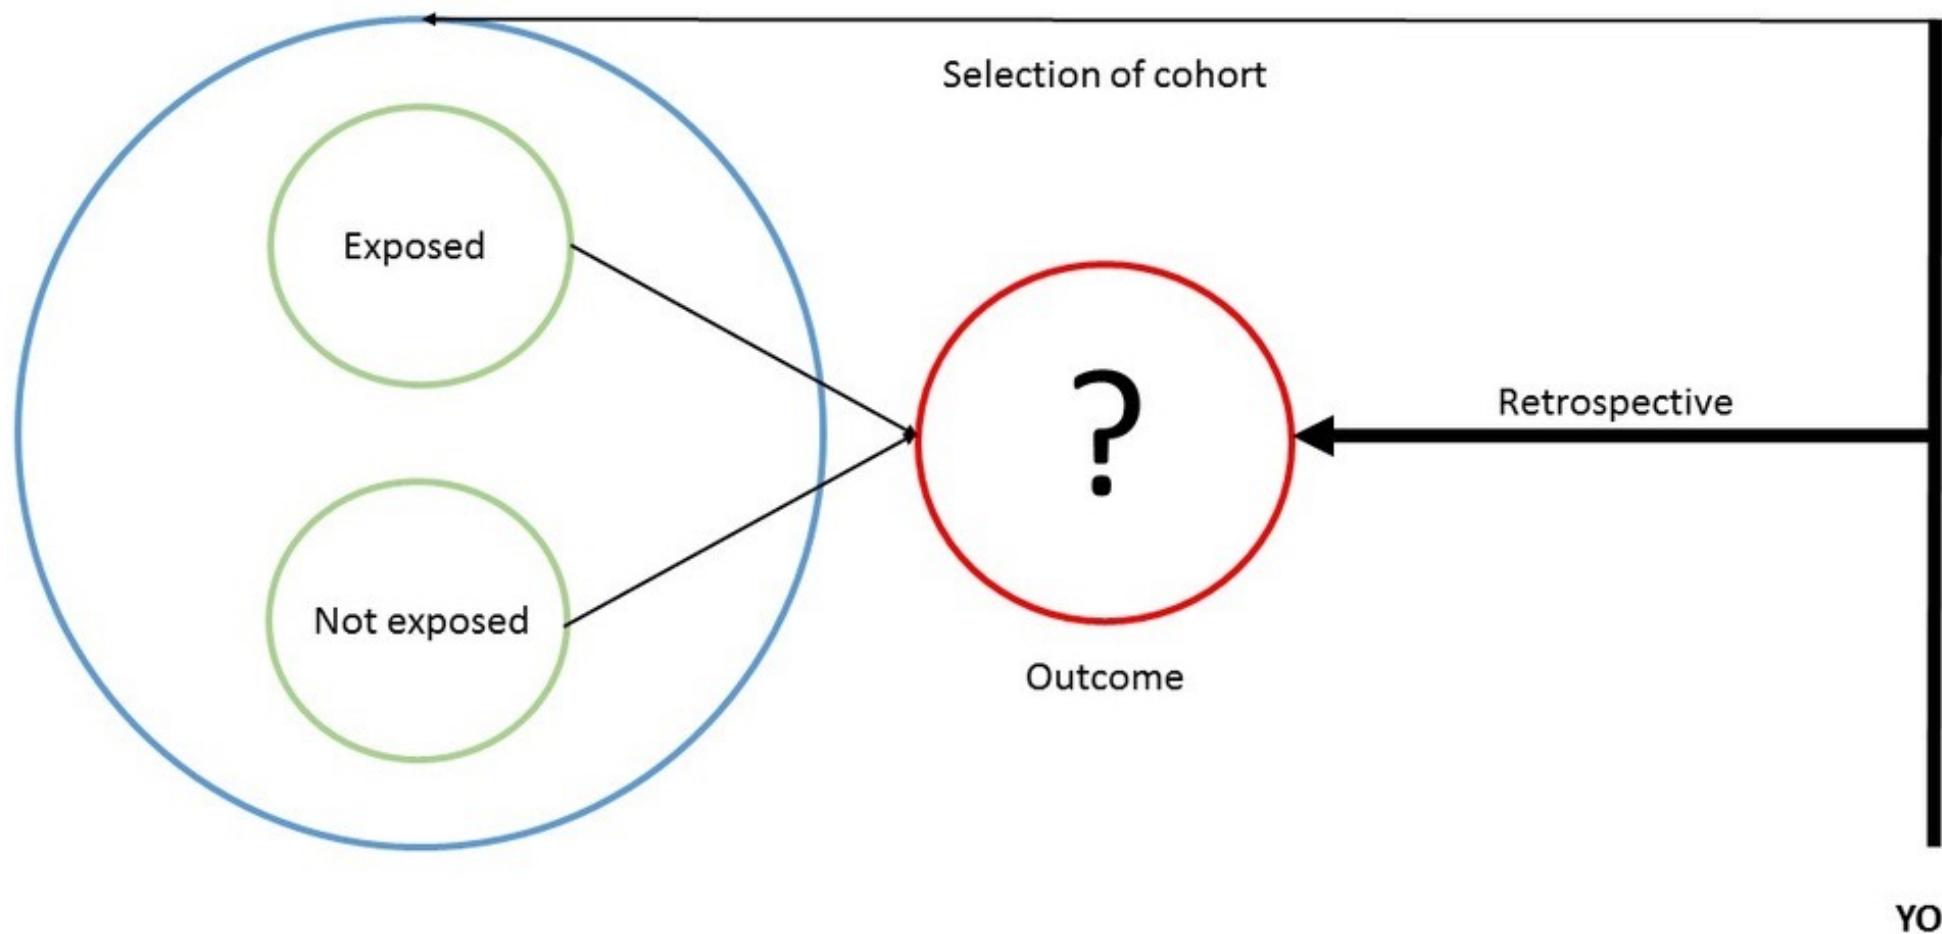 Selection of cohort
Exposed
?
Retrospective
Not exposed
Outcome
YO